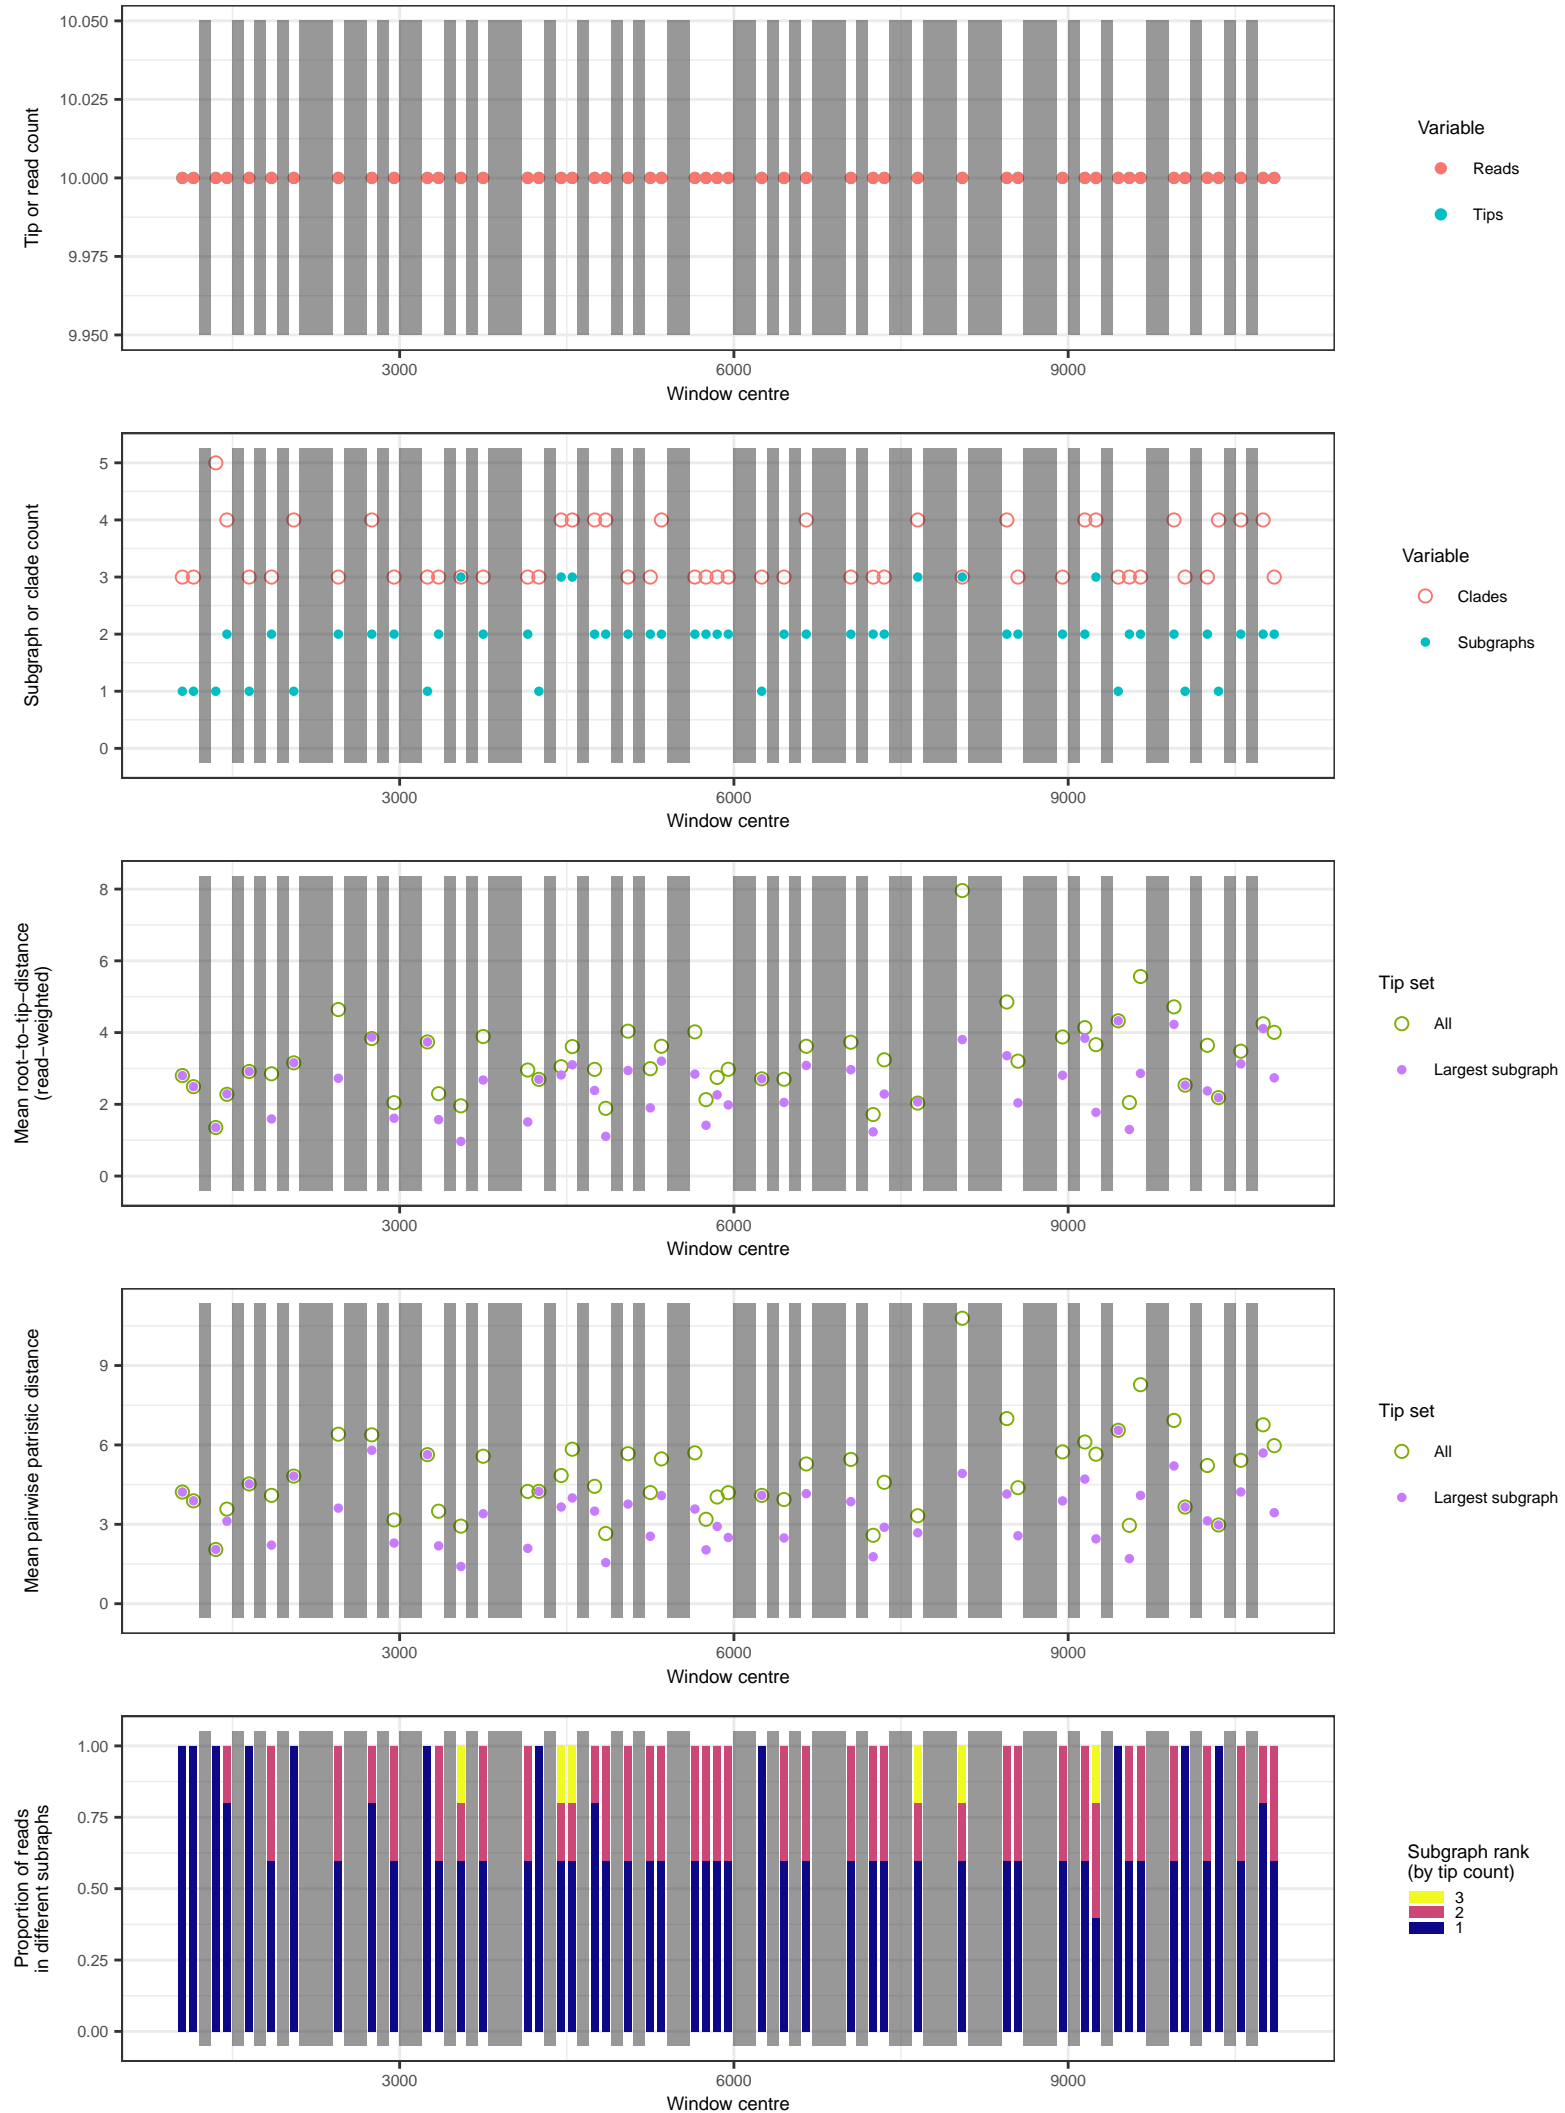 10.050
10.025
10.000
9.975
9.950
Tip or read count
3000
6000
9000
Window centre
Variable
Reads
Tips
5
4
3
2
1
0
Subgraph or clade count
3000
6000
9000
Window centre
Variable
Clades
Subgraphs
8
6
4
2
0
Mean root−to−tip−distance
(read−weighted)
3000
6000
9000
Window centre
Tip set
All
Largest subgraph
9
6
3
0
Mean pairwise patristic distance
3000
6000
9000
Window centre
Tip set
All
Largest subgraph
1.00
0.75
0.50
0.25
0.00
Proportion of reads
in different subraphs
3000
6000
9000
Window centre
Subgraph rank
(by tip count)
3
2
1